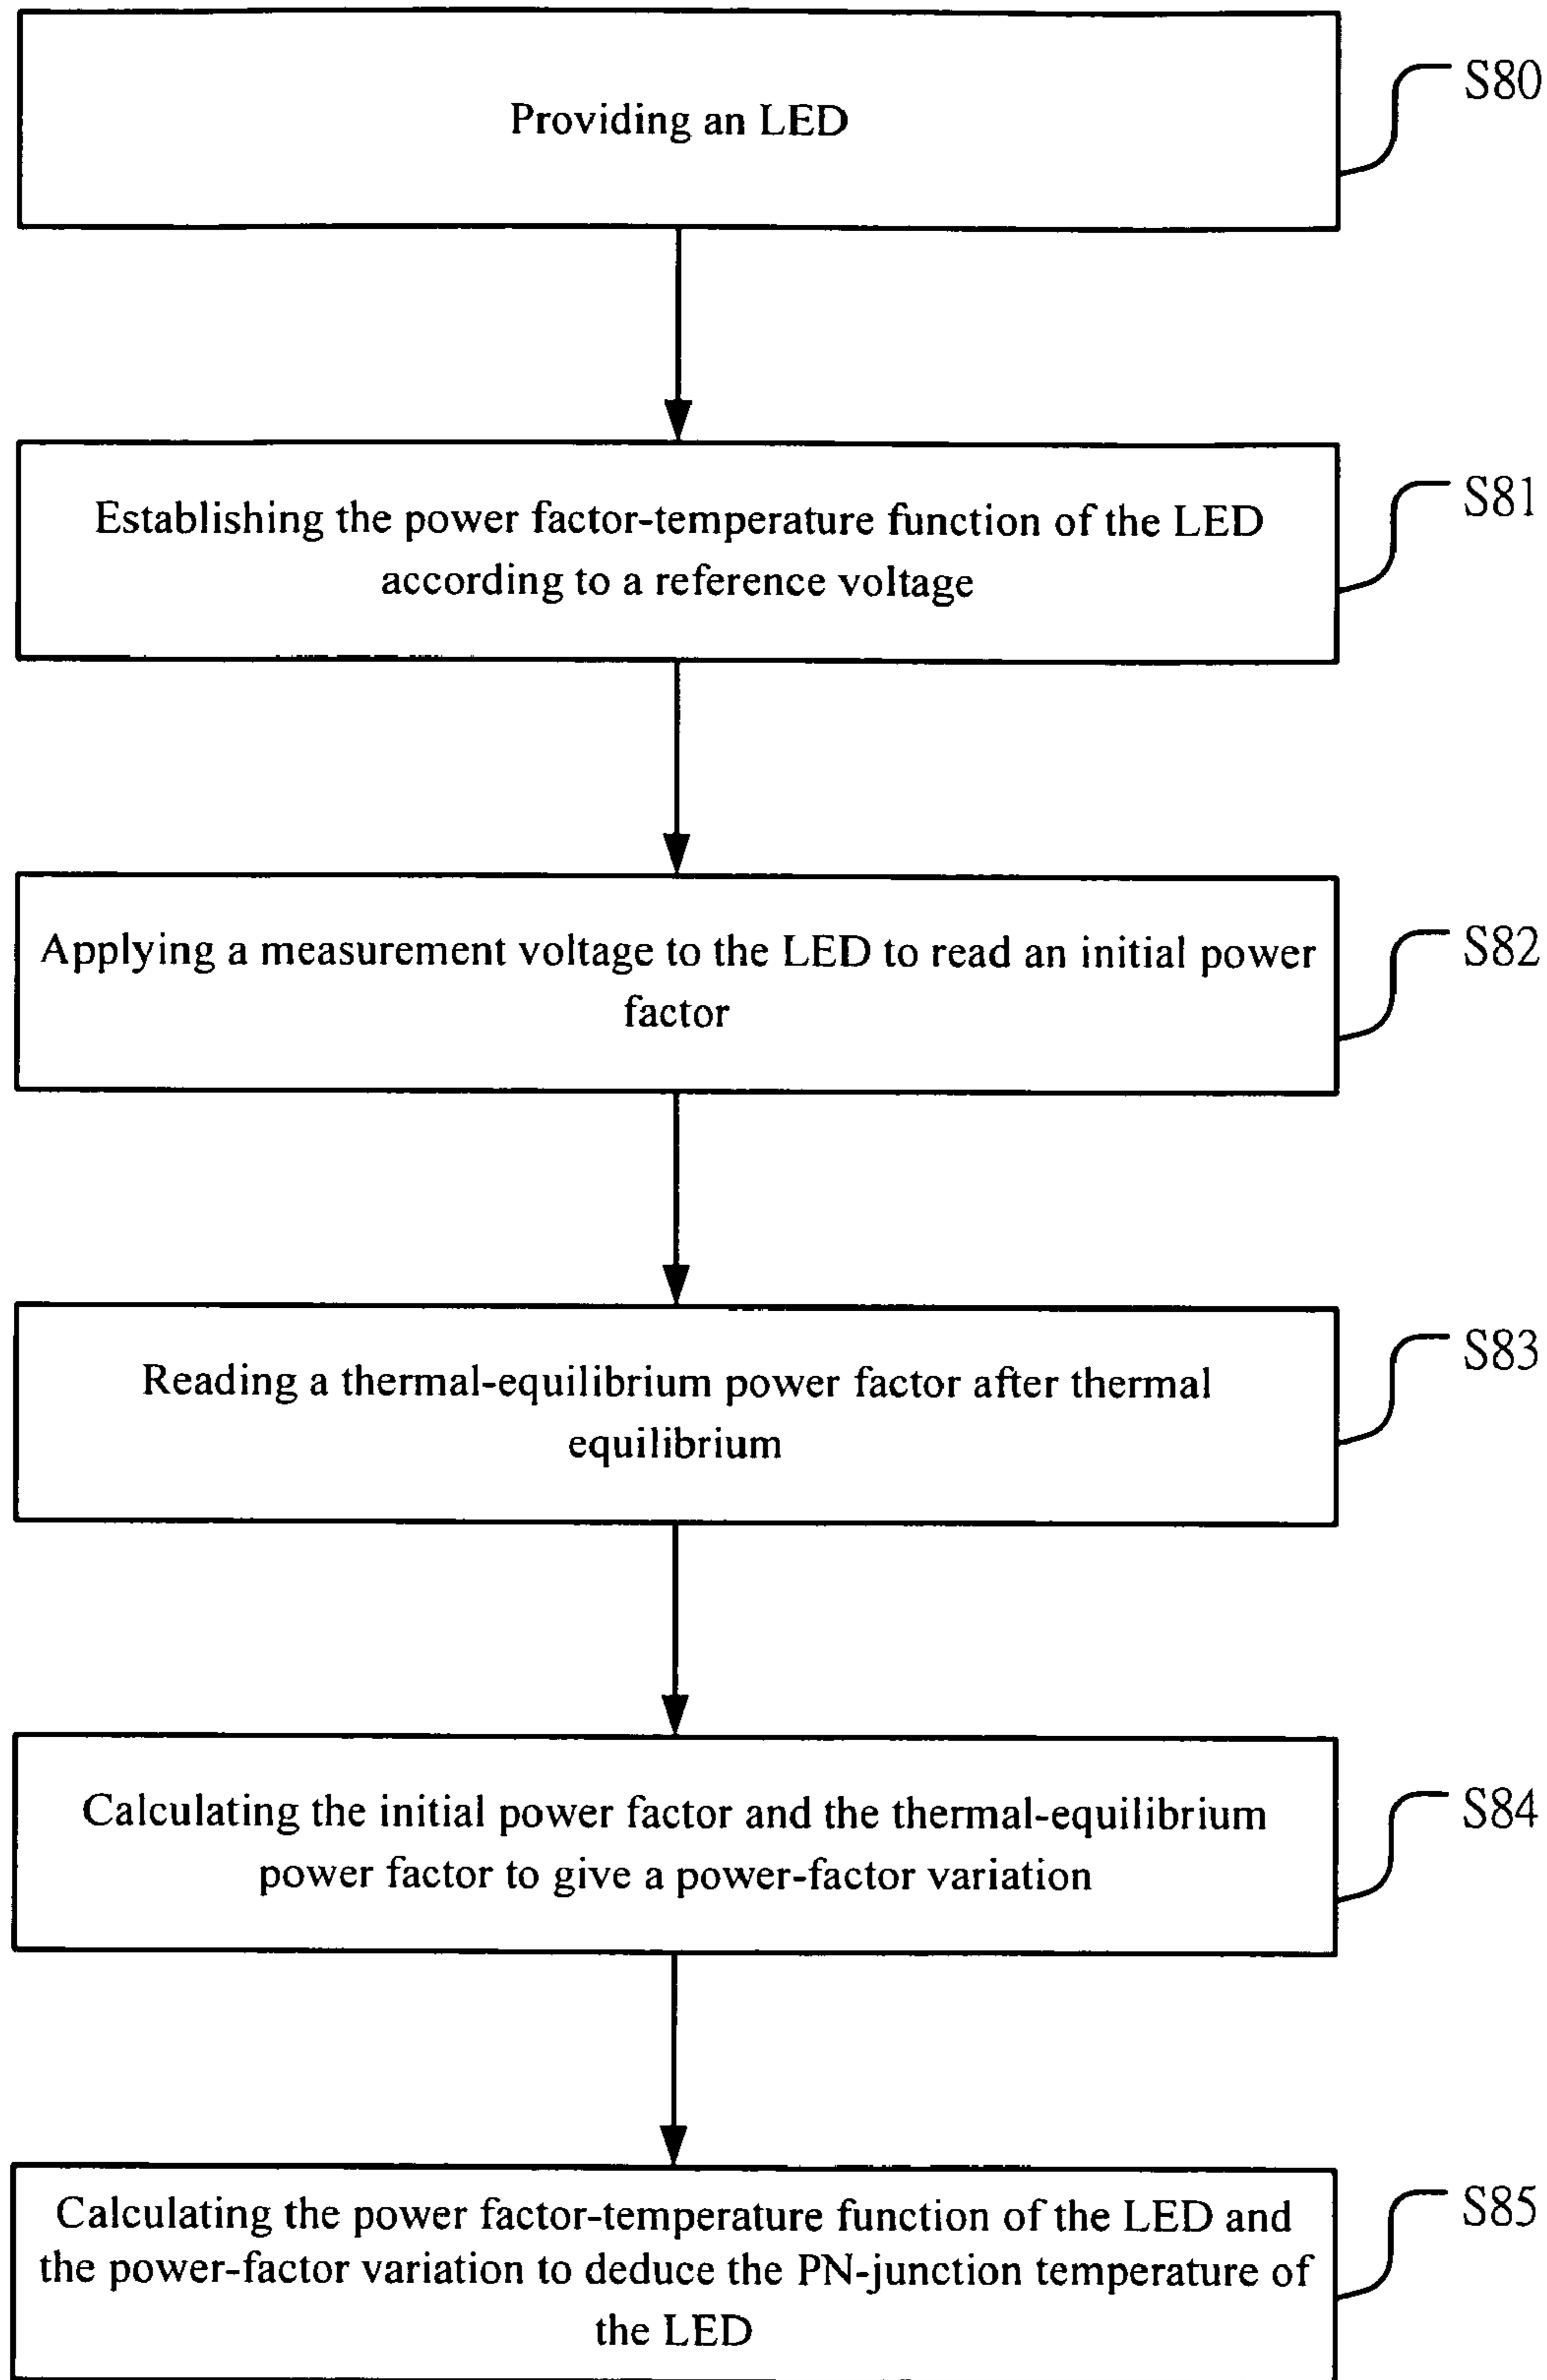 Providing an LED
S80
Establishing the power factor-temperature function of the LED
according to a reference voltage
S81
Applying a measurement voltage to the LED to read an initial power
factor
S82
Reading a thermal-equilibrium power factor after thermal
equilibrium
S83
Calculating the initial power factor and the thermal-equilibrium
power factor to give a power-factor variation
S84
Calculating the power factor-temperature function of the LED and
the power-factor variation to deduce the PN-junction temperature of
the LED
S85